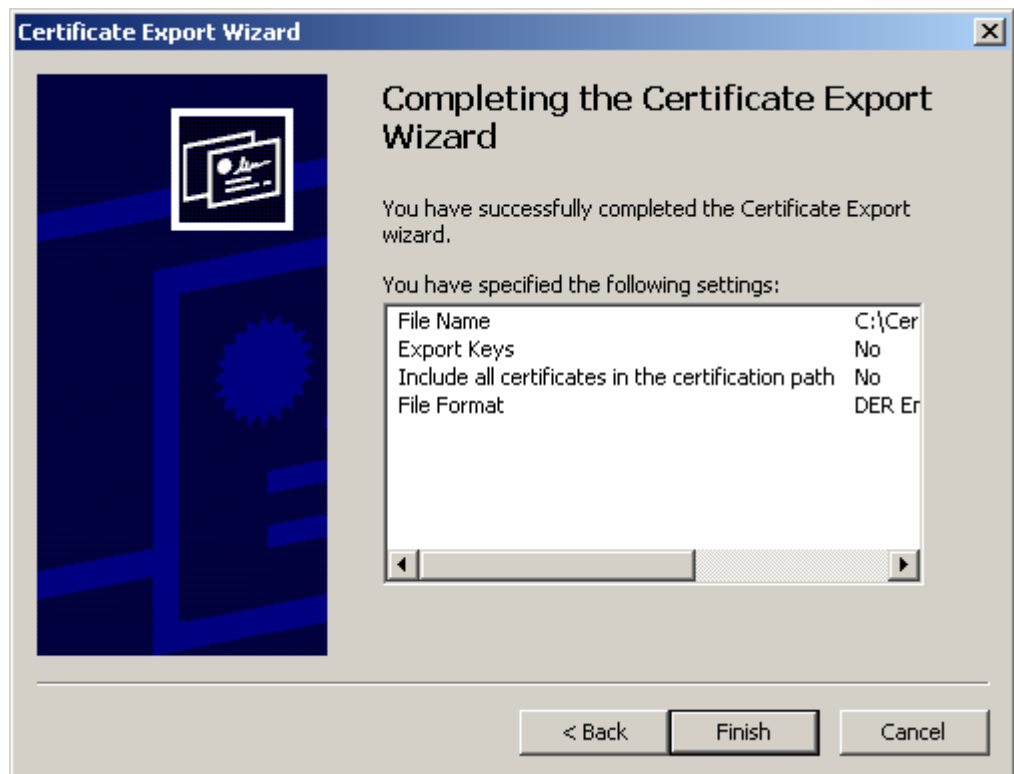 Certificate Export Wizard
Completing the Certificate Export
Wizard
You have successfully completed the Certificate Export
wizard.
You have specified the following settings:
File Name C:\Cer
Export Keys No
Include all certificates in the certification path No
File Format DER Er
< Back Finish Cancel